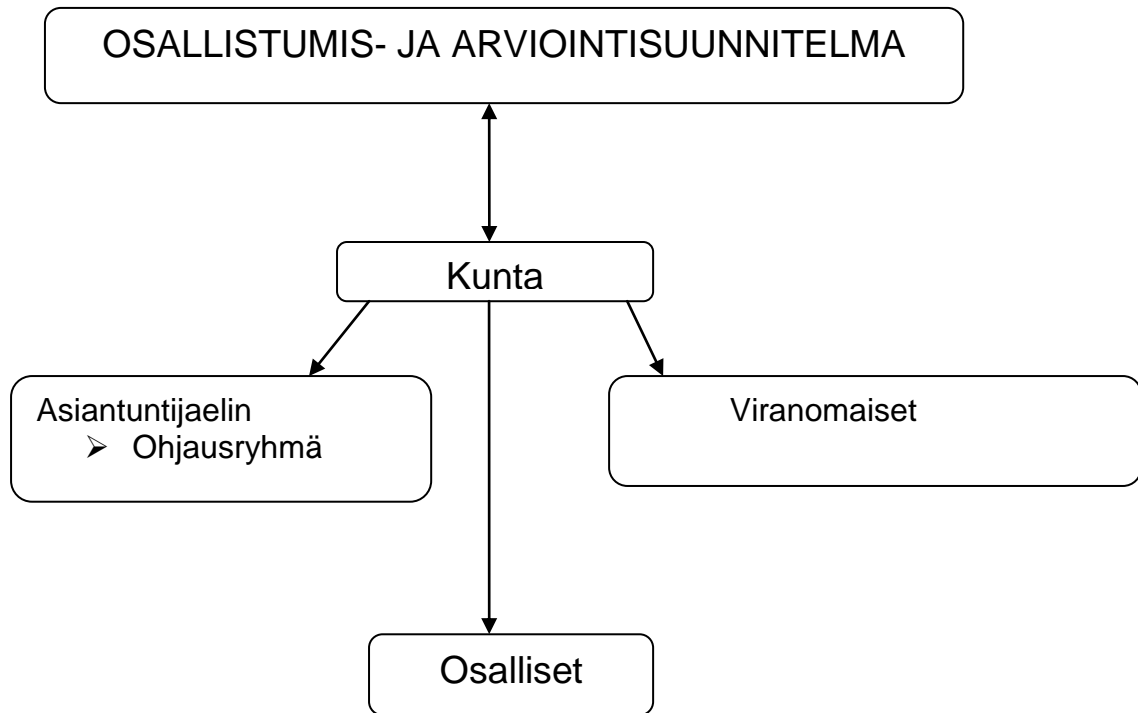 OSALLISTUMIS- JA ARVIOINTISUUNNITELMA
Kunta
Asiantuntijaelin
➢ Ohjausryhmä
Viranomaiset
Osalliset